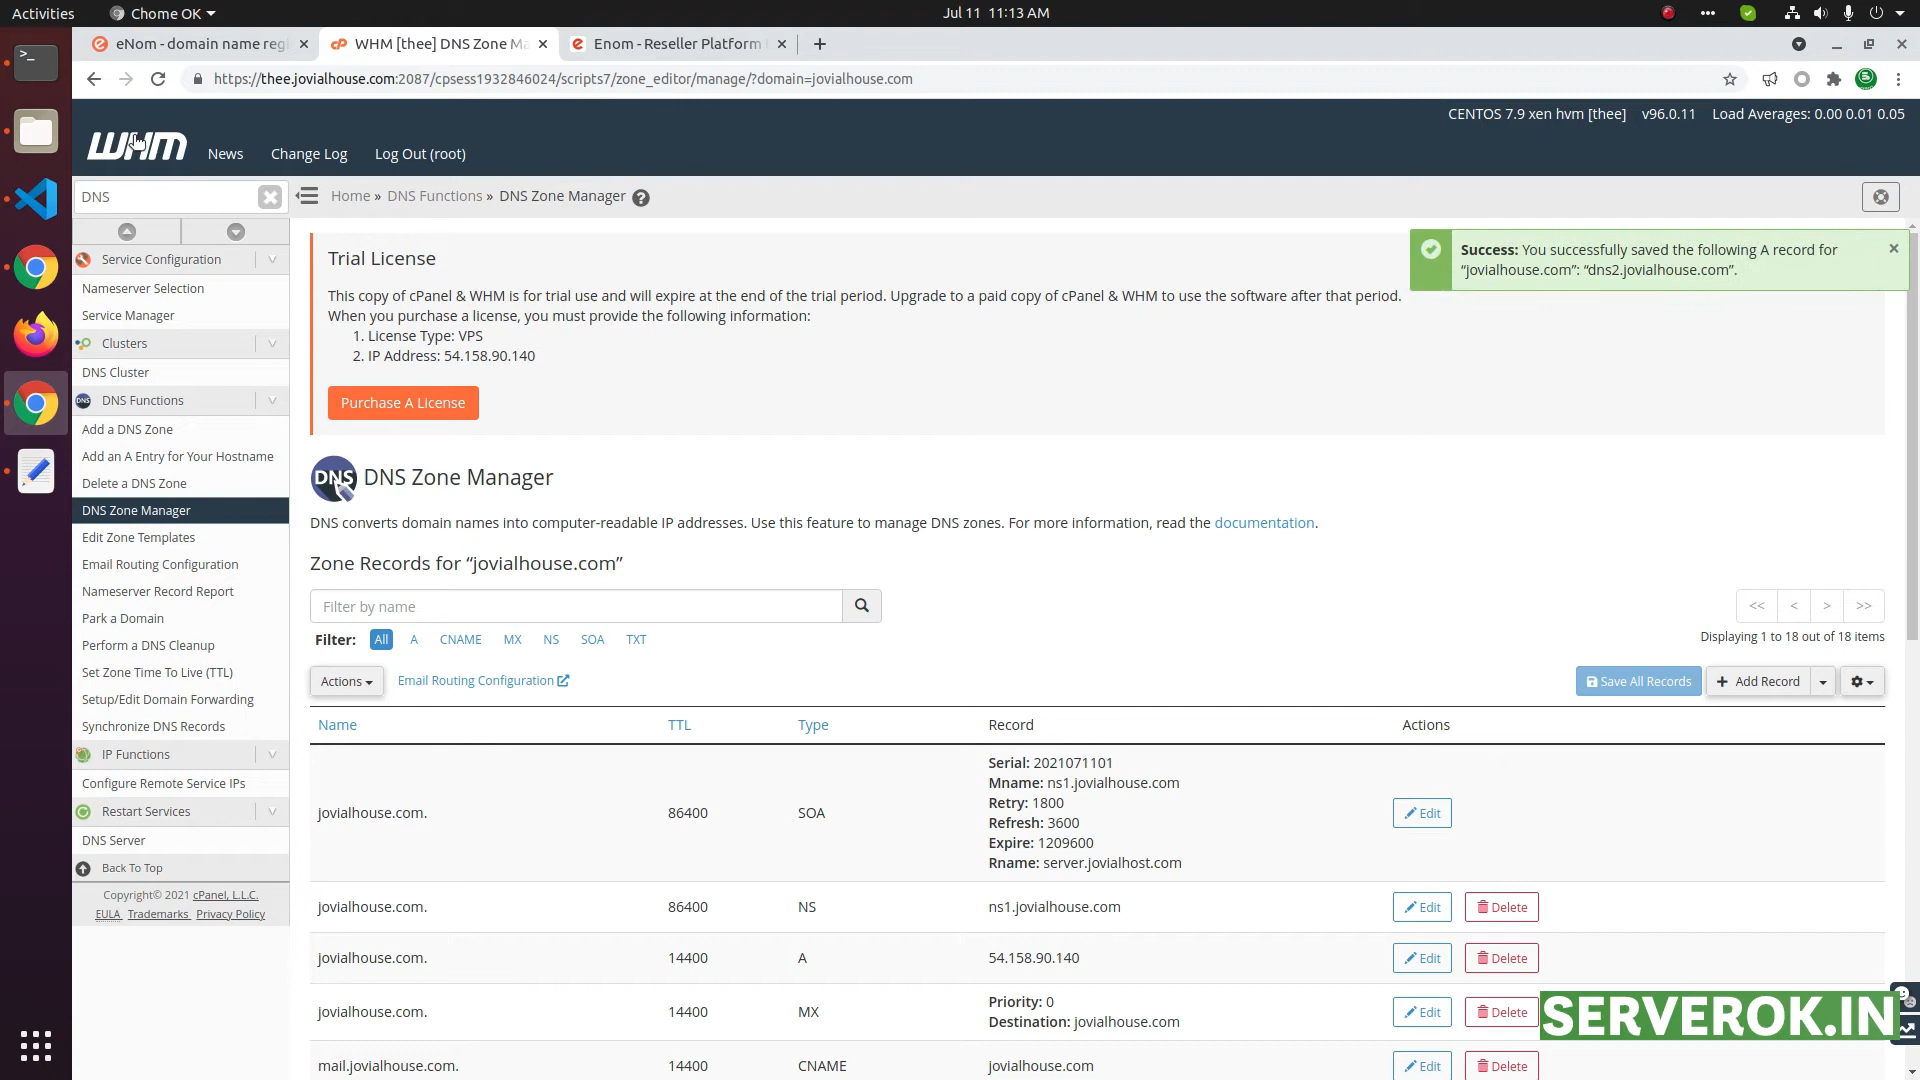 Activities
Chome OK
Jul 11 11:13 AM
eNom - domain name regi
WHM [thee] DNS Zone Ma
Enom - Reseller Platform
https://thee.jovialhouse.com:2087/cpsess1932846024/scripts7/zone_editor/manage/?domain=jovialhouse.com
CENTOS 7.9 xen hvm [thee] v96.0.11 Load Averages: 0.00 0.01 0.05
WHM
News
Change Log
Log Out (root)
DNS
Home » DNS Functions » DNS Zone Manager
Service Configuration
Nameserver Selection
Service Manager
Clusters
DNS Cluster
DNS Functions
Add a DNS Zone
Add an A Entry for Your Hostname
Delete a DNS Zone
DNS Zone Manager
Edit Zone Templates
Email Routing Configuration
Nameserver Record Report
Park a Domain
Perform a DNS Cleanup
Set Zone Time To Live (TTL)
Setup/Edit Domain Forwarding
Synchronize DNS Records
IP Functions
Configure Remote Service IPs
Restart Services
DNS Server
Back To Top
Copyright© 2021 cPanel, L.L.C.
EULA Trademarks Privacy Policy
Trial License
This copy of cPanel & WHM is for trial use and will expire at the end of the trial period. Upgrade to a paid copy of cPanel & WHM to use the software after that period.
When you purchase a license, you must provide the following information:
1. License Type: VPS
2. IP Address: 54.158.90.140
Purchase A License
Success: You successfully saved the following A record for
“jovialhouse.com”: “dns2.jovialhouse.com”.
DNS
DNS Zone Manager
DNS converts domain names into computer-readable IP addresses. Use this feature to manage DNS zones. For more information, read the documentation.
Zone Records for “jovialhouse.com”
Filter by name
<< < > >>
Filter: All A CNAME MX NS SOA TXT
Displaying 1 to 18 out of 18 items
Actions
Email Routing Configuration
Save All Records
+ Add Record
Name TTL Type Record Actions
jovialhouse.com. 86400 SOA
Serial: 2021071101
Mname: ns1.jovialhouse.com
Retry: 1800
Refresh: 3600
Expire: 1209600
Rname: server.jovialhost.com
Edit
jovialhouse.com. 86400 NS ns1.jovialhouse.com Edit Delete
jovialhouse.com. 14400 A 54.158.90.140 Edit Delete
jovialhouse.com. 14400 MX
Priority: 0
Destination: jovialhouse.com
Edit Delete
mail.jovialhouse.com. 14400 CNAME jovialhouse.com Edit Delete
SERVEROK.IN